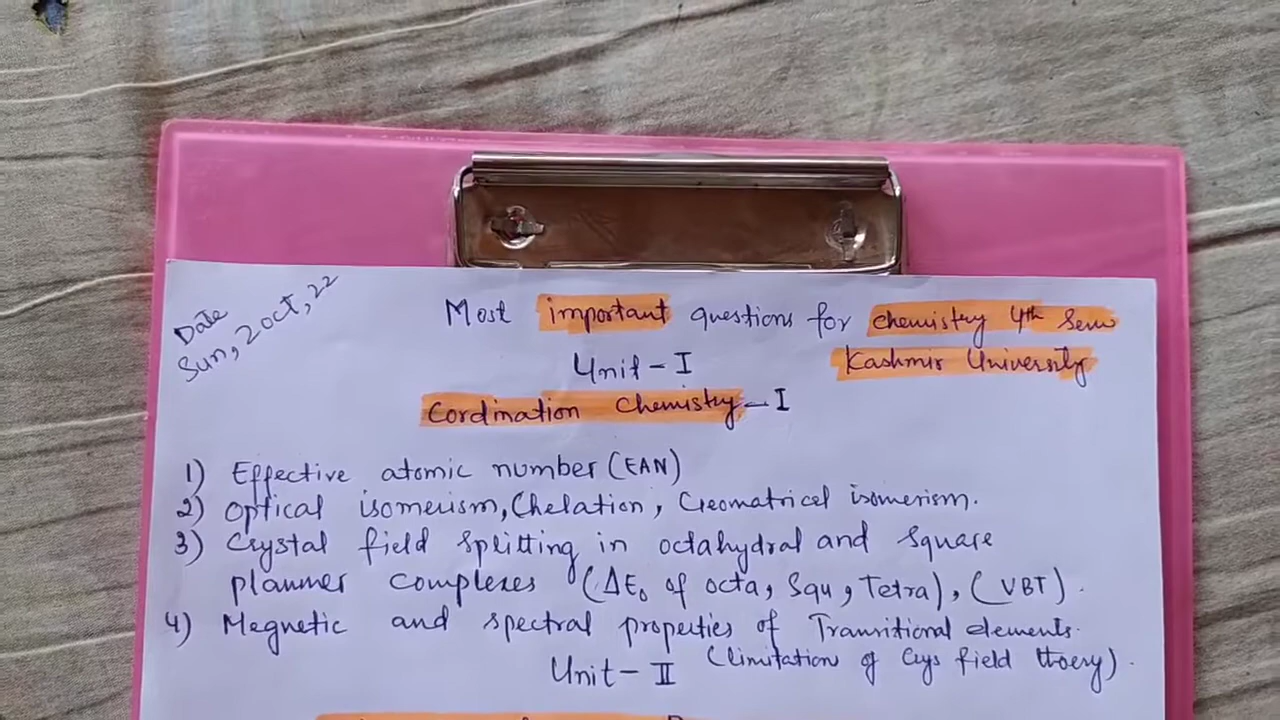 Date
Sun, 2 oct, 22
Most important questions for chemistry 4th Sem
Unit-I Kashmir University
Cordination Chemistry-I
1) Effective atomic number (EAN)
2) Optical isomerism, Chelation, Geomatrical isomerism.
3) Crystal field splitting in octahydral and square
planner complexes (ΔE₀ of octa, Squ, Tetra), (VBT).
4) Magnetic and spectral properties of Transitional elements.
Unit-II (limitation of Crys field thoery).